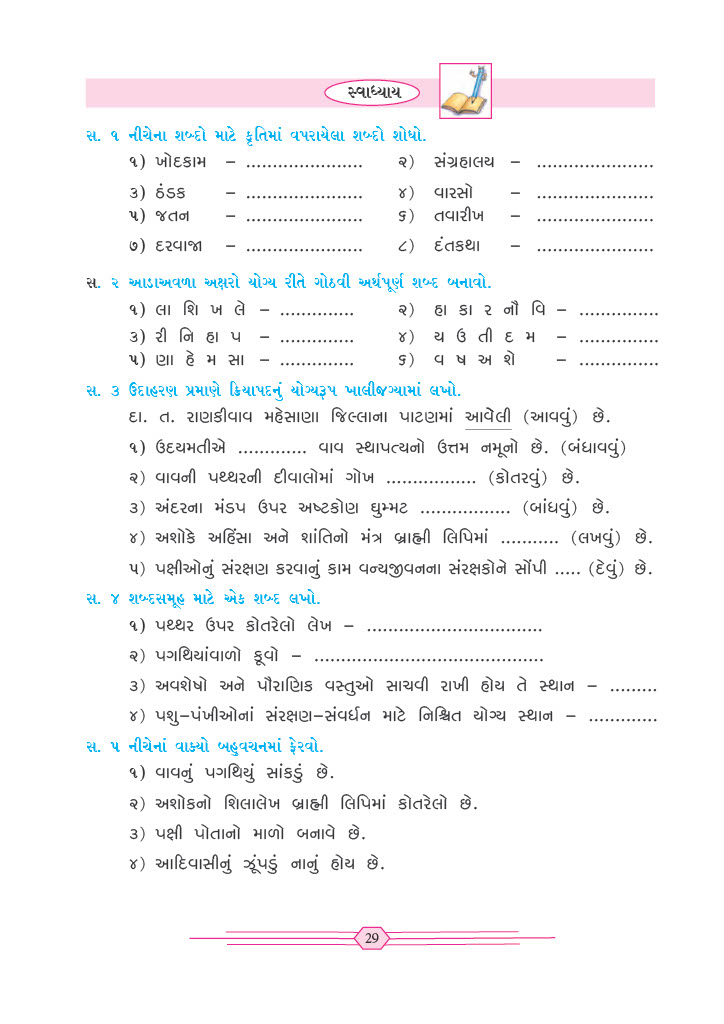 સ્વાધ્યાય
સ. ૧ નીચેના શબ્દો માટે કૃતિમાં વપરાયેલા શબ્દો શોધો.
૧) ખોદકામ – ...................... ૨) સંગ્રહાલય – ......................
૩) ઠંડક – ...................... ૪) વારસો – ......................
૫) જતન – ...................... ૬) તવારીખ – ......................
૭) દરવાજા – ...................... ૮) દંતકથા – ......................
સ. ૨ આડાઅવળા અક્ષરો યોગ્ય રીતે ગોઠવી અર્થપૂર્ણ શબ્દ બનાવો.
૧) લા શિ ખ લે – .............. ૨) હા કા ર નૌ વિ – ...............
૩) રી નિ હા પ – .............. ૪) ય ઉ તી દ મ – ...............
૫) ણા હે મ સા – .............. ૬) વ ષ અ શે – ...............
સ. ૩ ઉદાહરણ પ્રમાણે ક્રિયાપદનું યોગ્યરૂપ ખાલીજગ્યામાં લખો.
દા. ત. રાણકીવાવ મહેસાણા જિલ્લાના પાટણમાં આવેલી (આવવું) છે.
૧) ઉદયમતીએ ............. વાવ સ્થાપત્યનો ઉત્તમ નમૂનો છે. (બંધાવવું)
૨) વાવની પથ્થરની દીવાલોમાં ગોખ ................. (કોતરવું) છે.
૩) અંદરના મંડપ ઉપર અષ્ટકોણ ઘુમ્મટ ................. (બાંધવું) છે.
૪) અશોકે અહિંસા અને શાંતિનો મંત્ર બ્રાહ્મી લિપિમાં ........... (લખવું) છે.
૫) પક્ષીઓનું સંરક્ષણ કરવાનું કામ વન્યજીવનના સંરક્ષકોને સોંપી ..... (દેવું) છે.
સ. ૪ શબ્દસમૂહ માટે એક શબ્દ લખો.
૧) પથ્થર ઉપર કોતરેલો લેખ – .................................
૨) પગથિયાંવાળો કૂવો – ...........................................
૩) અવશેષો અને પૌરાણિક વસ્તુઓ સાચવી રાખી હોય તે સ્થાન – .........
૪) પશુ–પંખીઓનાં સંરક્ષણ–સંવર્ધન માટે નિશ્ચિત યોગ્ય સ્થાન – .............
સ. ૫ નીચેનાં વાક્યો બહુવચનમાં ફેરવો.
૧) વાવનું પગથિયું સાંકડું છે.
૨) અશોકનો શિલાલેખ બ્રાહ્મી લિપિમાં કોતરેલો છે.
૩) પક્ષી પોતાનો માળો બનાવે છે.
૪) આદિવાસીનું ઝૂંપડું નાનું હોય છે.
29